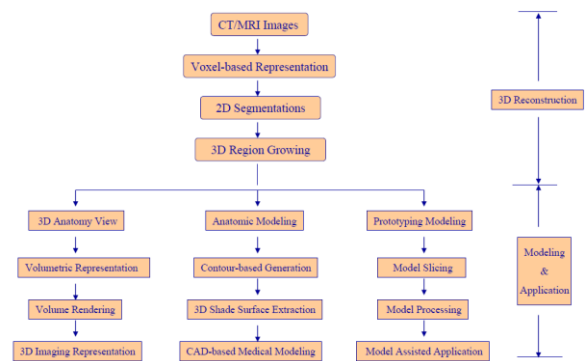 CT/MRI Images
Voxel-based Representation
2D Segmentations
3D Reconstruction
3D Region Growing
3D Anatomy View
Anatomic Modeling
Prototyping Modeling
Volumetric Representation
Contour-based Generation
Model Slicing
Modeling
&
Application
Volume Rendering
3D Shade Surface Extraction
Model Processing
3D Imaging Representation
CAD-based Medical Modeling
Model Assisted Application